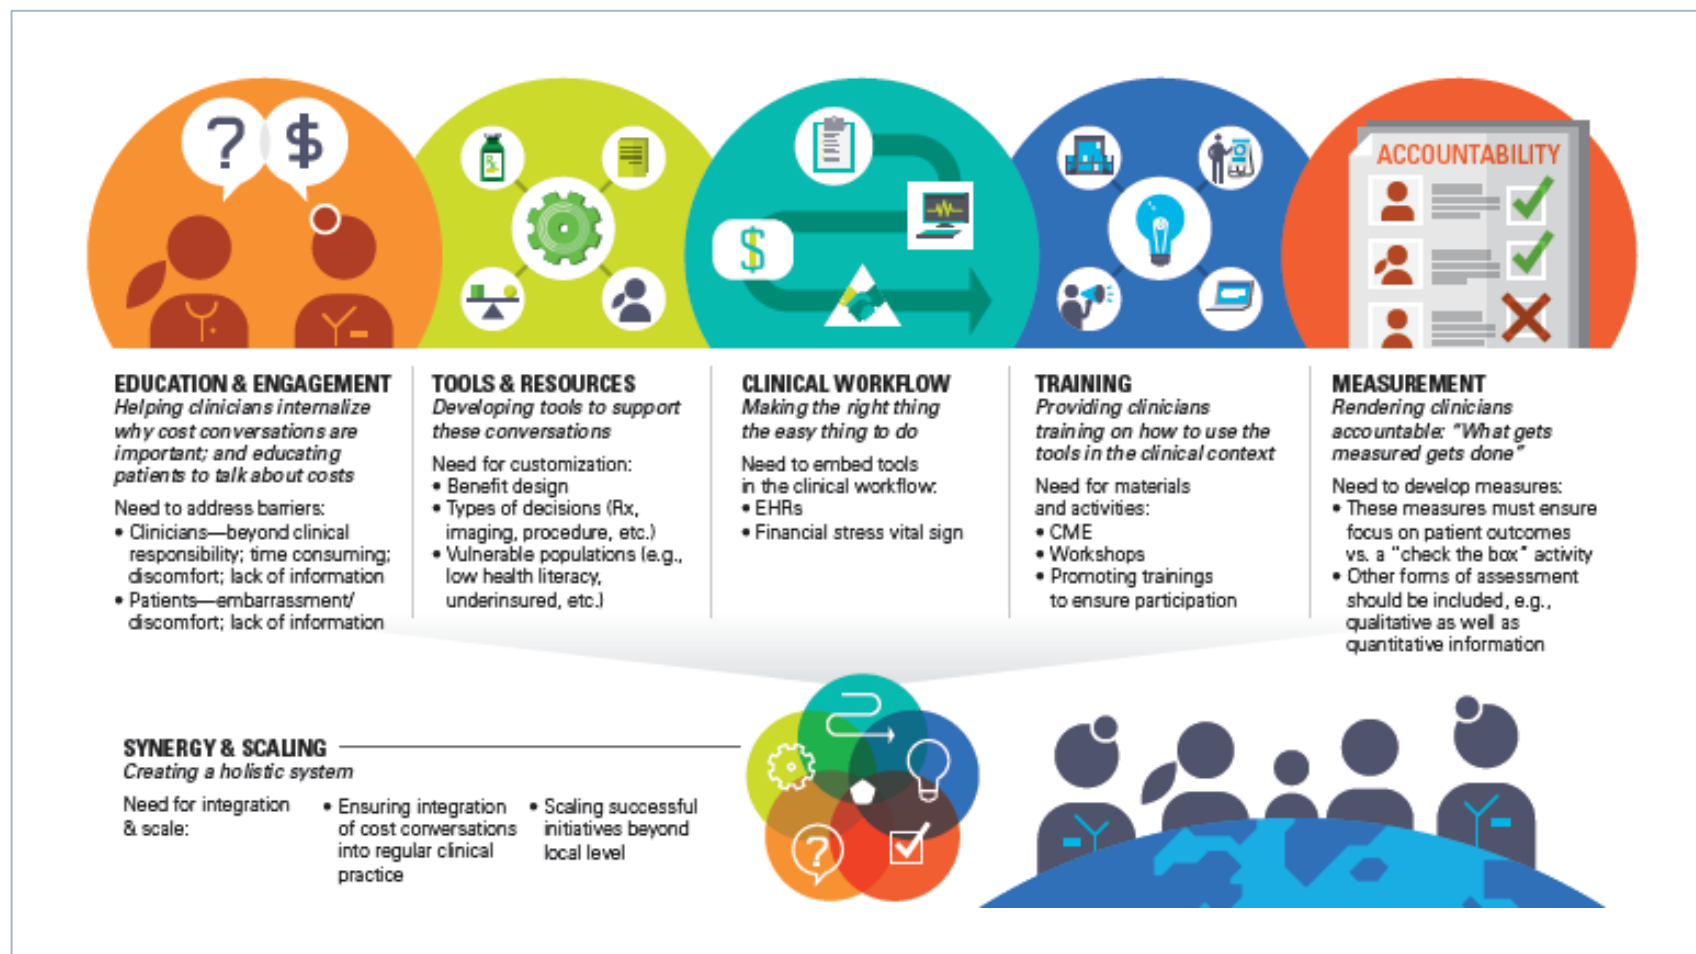 ? $
ACCOUNTABILITY
EDUCATION & ENGAGEMENT
Helping clinicians internalize
why cost conversations are
important; and educating
patients to talk about costs
Need to address barriers:
• Clinicians—beyond clinical
responsibility; time consuming;
discomfort; lack of information
• Patients—embarrassment/
discomfort; lack of information
TOOLS & RESOURCES
Developing tools to support
these conversations
Need for customization:
• Benefit design
• Types of decisions (Rx,
imaging, procedure, etc.)
• Vulnerable populations (e.g.,
low health literacy,
underinsured, etc.)
CLINICAL WORKFLOW
Making the right thing
the easy thing to do
Need to embed tools
in the clinical workflow:
• EHRs
• Financial stress vital sign
TRAINING
Providing clinicians
training on how to use the
tools in the clinical context
Need for materials
and activities:
• CME
• Workshops
• Promoting trainings
to ensure participation
MEASUREMENT
Rendering clinicians
accountable: "What gets
measured gets done"
Need to develop measures:
• These measures must ensure
focus on patient outcomes
vs. a "check the box" activity
• Other forms of assessment
should be included, e.g.,
qualitative as well as
quantitative information
SYNERGY & SCALING
Creating a holistic system
Need for integration
& scale:
• Ensuring integration
of cost conversations
into regular clinical
practice
• Scaling successful
initiatives beyond
local level